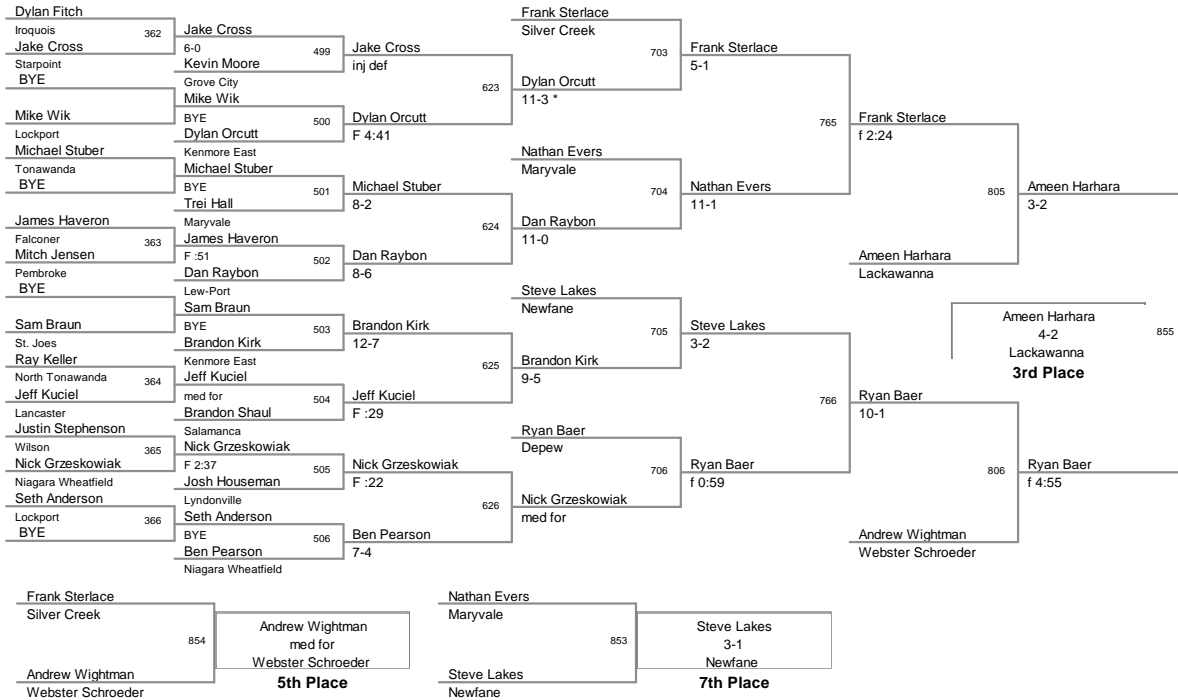 Dylan Fitch
Iroquois
362
Jake Cross
Starpoint
BYE
Mike Wik
Lockport
Michael Stuber
Tonawanda
BYE
James Haveron
Falconer
363
Mitch Jensen
Pembroke
BYE
Sam Braun
St. Joes
Ray Keller
North Tonawanda
364
Jeff Kuciel
Lancaster
Justin Stephenson
Wilson
365
Nick Grzeskowiak
Niagara Wheatfield
Seth Anderson
Lockport
366
BYE
Jake Cross
6-0
499
Kevin Moore
Grove City
Mike Wik
BYE
500
Dylan Orcutt
Kenmore East
Michael Stuber
BYE
501
Trei Hall
Maryvale
James Haveron
F :51
502
Dan Raybon
Lew-Port
Sam Braun
BYE
503
Brandon Kirk
Kenmore East
Jeff Kuciel
med for
504
Brandon Shaul
Salamanca
Nick Grzeskowiak
F 2:37
505
Josh Houseman
Lyndonville
Seth Anderson
BYE
506
Ben Pearson
Niagara Wheatfield
Jake Cross
inj def
623
Dylan Orcutt
F 4:41
Michael Stuber
8-2
624
Dan Raybon
8-6
Brandon Kirk
12-7
625
Jeff Kuciel
F :29
Nick Grzeskowiak
F :22
626
Ben Pearson
7-4
Frank Sterlace
Silver Creek
703
Dylan Orcutt
11-3 *
Nathan Evers
Maryvale
704
Dan Raybon
11-0
Steve Lakes
Newfane
705
Brandon Kirk
9-5
Ryan Baer
Depew
706
Nick Grzeskowiak
med for
Frank Sterlace
5-1
765
Nathan Evers
11-1
Steve Lakes
3-2
766
Ryan Baer
f 0:59
Frank Sterlace
f 2:24
805
Ameen Harhara
Lackawanna
Ryan Baer
10-1
806
Andrew Wightman
Webster Schroeder
Ameen Harhara
3-2
Ameen Harhara
4-2
855
Lackawanna
3rd Place
Ryan Baer
f 4:55
Frank Sterlace
Silver Creek
854
Andrew Wightman
Webster Schroeder
Andrew Wightman
med for
Webster Schroeder
5th Place
Nathan Evers
Maryvale
853
Steve Lakes
Newfane
Steve Lakes
3-1
Newfane
7th Place